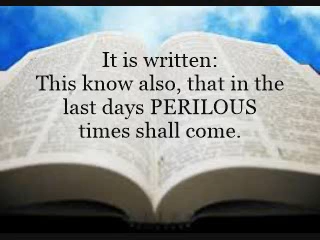 It is written:
This know also, that in the
last days PERILOUS
times shall come.